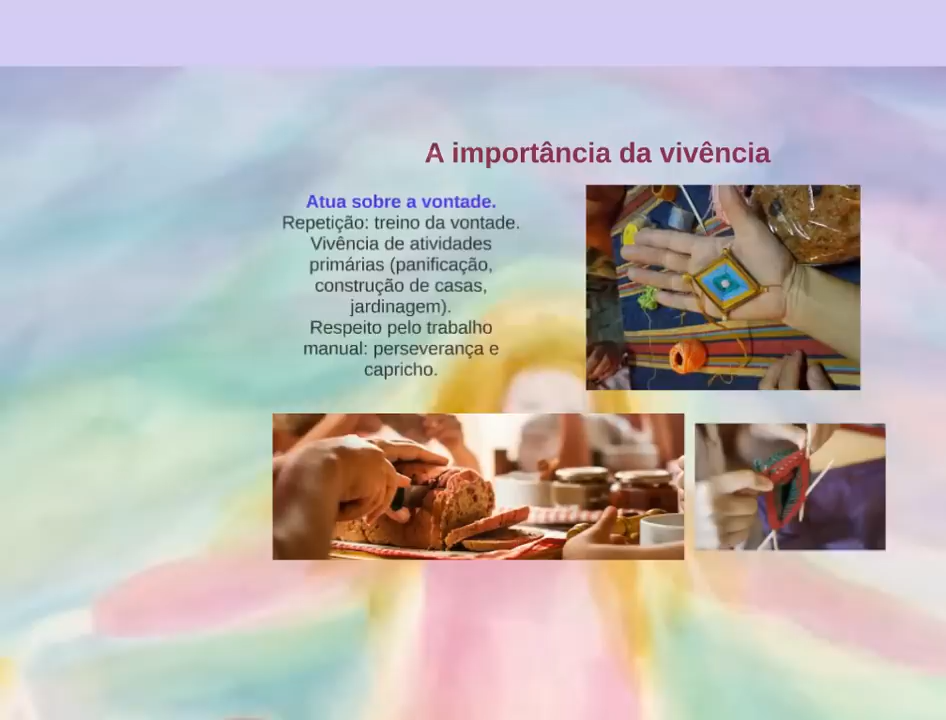 A importância da vivência
Atua sobre a vontade.
Repetição: treino da vontade.
Vivência de atividades
primárias (panificação,
construção de casas,
jardinagem).
Respeito pelo trabalho
manual: perseverança e
capricho.